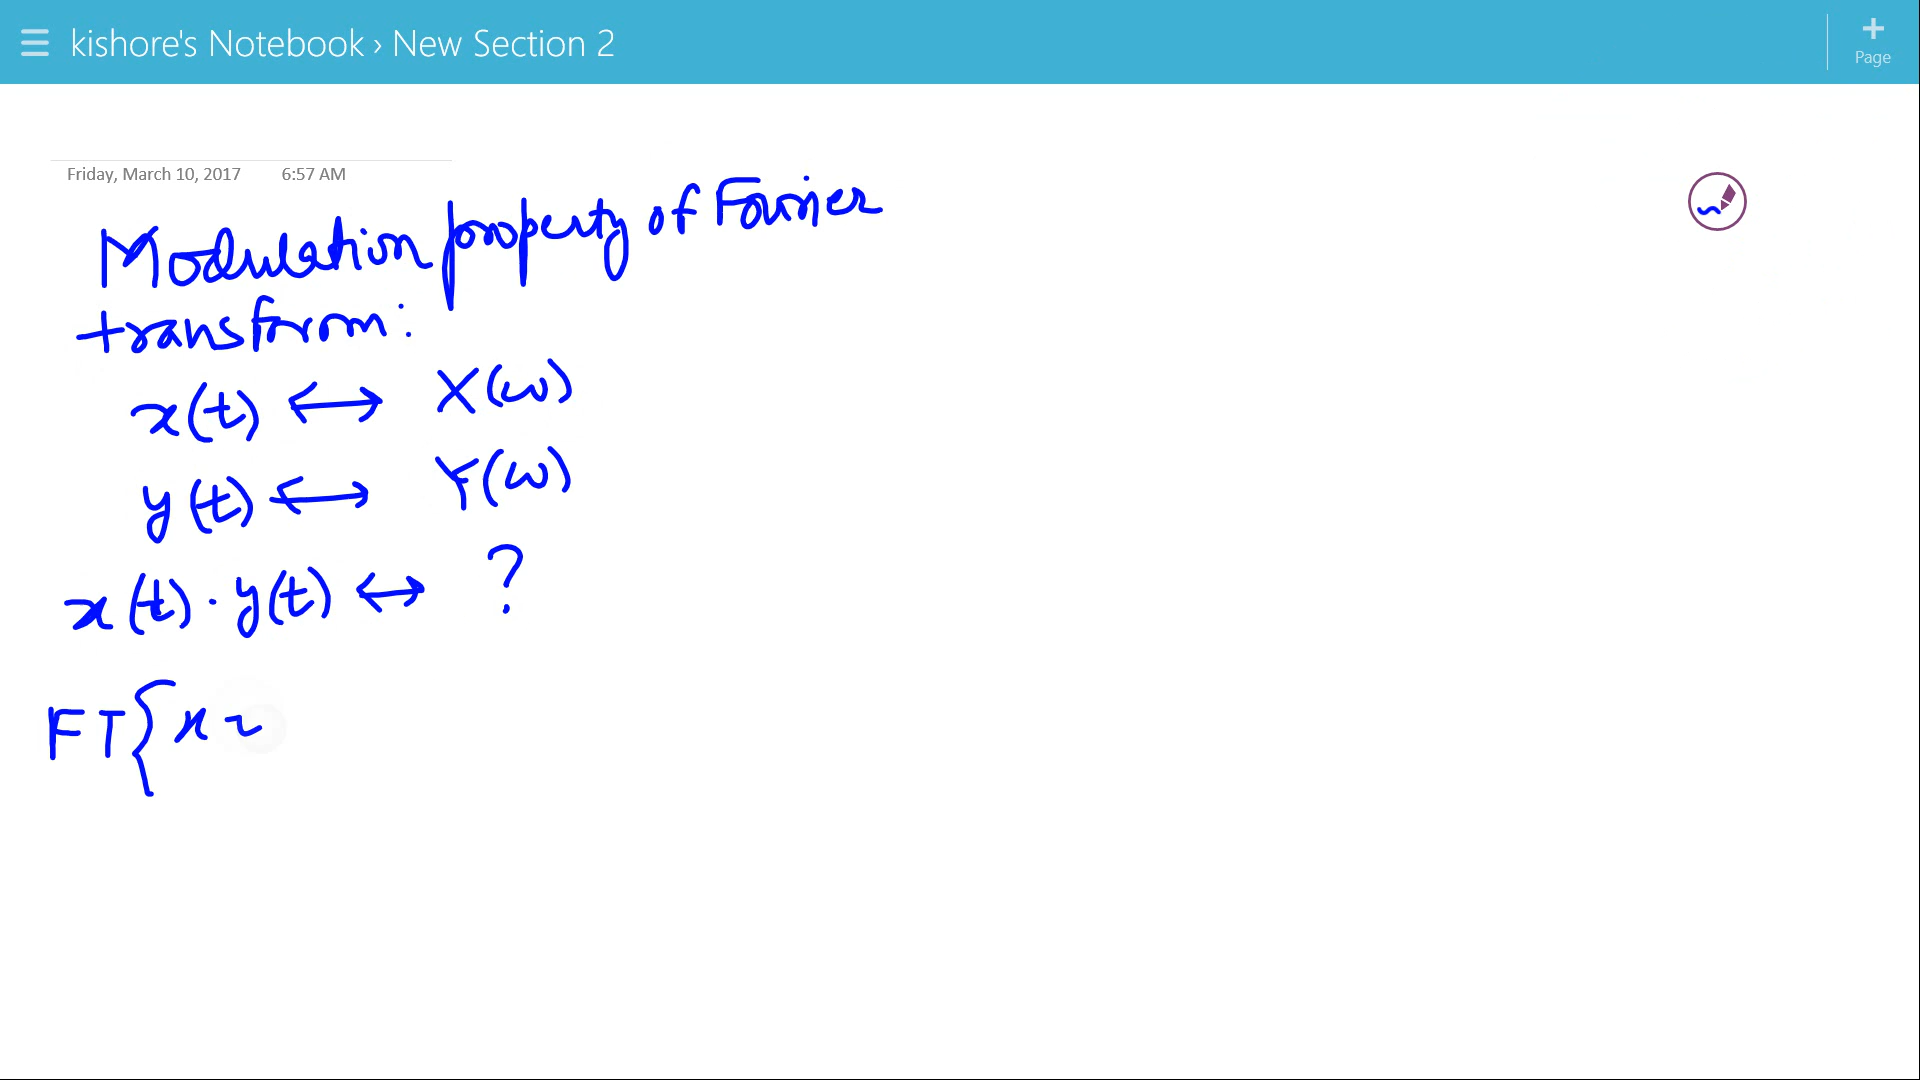 kishore's Notebook › New Section 2
Page
Friday, March 10, 2017 6:57 AM
Modulation property of Fourier
transform:
x(t) ⟷ X(ω)
y(t) ⟷ Y(ω)
x(t) · y(t) ⟷ ?
FT{x